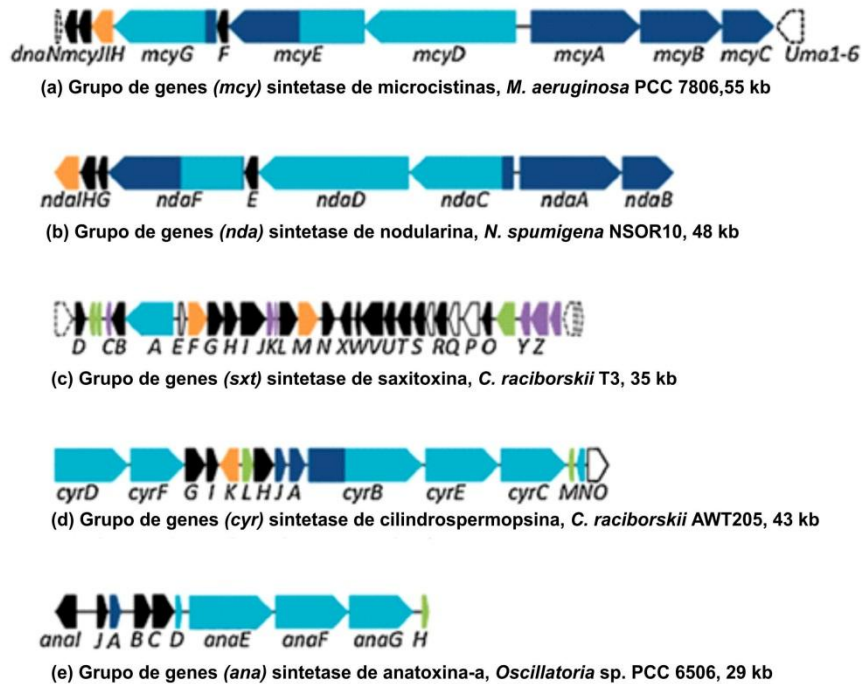 dnaNmcyJIH mcyG F mcyE mcyD mcyA mcyB mcyC Uma1-6
(a) Grupo de genes (mcy) sintetase de microcistinas, M. aeruginosa PCC 7806,55 kb
ndaIHG ndaF E ndaD ndaC ndaA ndaB
(b) Grupo de genes (nda) sintetase de nodularina, N. spumigena NSOR10, 48 kb
D CB A E F G H I JKL M N XWVUTS RQ P O Y Z
(c) Grupo de genes (sxt) sintetase de saxitoxina, C. raciborskii T3, 35 kb
cyrD cyrF G I K L H J A cyrB cyrE cyrC MNO
(d) Grupo de genes (cyr) sintetase de cilindrospermopsina, C. raciborskii AWT205, 43 kb
anaI J A B C D anaE anaF anaG H
(e) Grupo de genes (ana) sintetase de anatoxina-a, Oscillatoria sp. PCC 6506, 29 kb